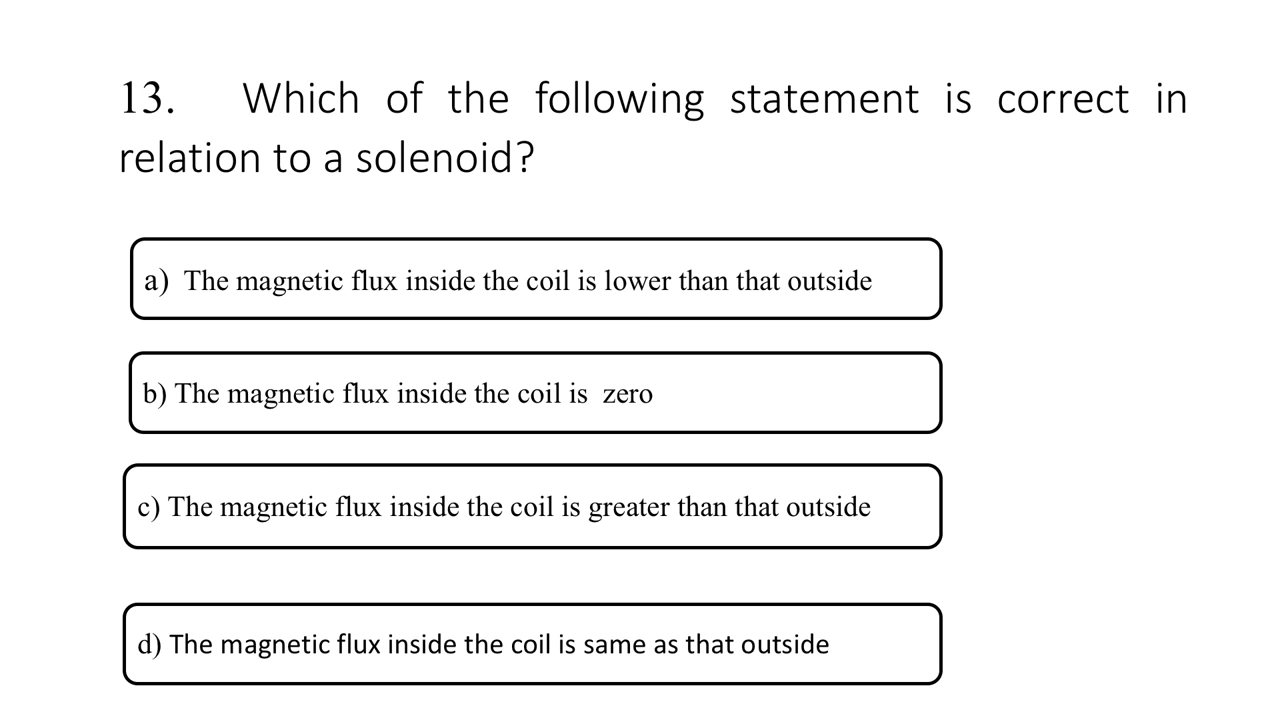 13. Which of the following statement is correct in
relation to a solenoid?
a) The magnetic flux inside the coil is lower than that outside
b) The magnetic flux inside the coil is zero
c) The magnetic flux inside the coil is greater than that outside
d) The magnetic flux inside the coil is same as that outside